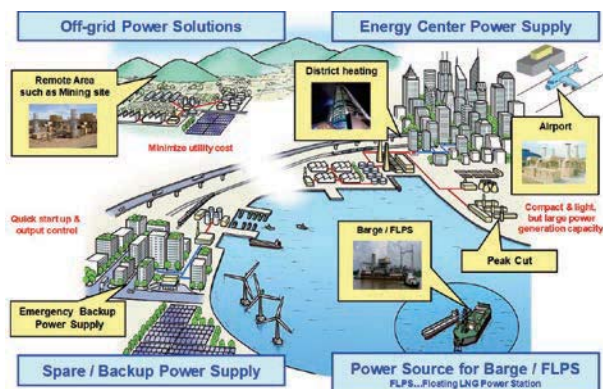 Off-grid Power Solutions
Energy Center Power Supply
Remote Area
such as Mining site
Minimize utility cost
District heating
Airport
Compact & light,
but large power
generation capacity
Peak Cut
Quick start up &
output control
Barge / FLPS
Emergency Backup
Power Supply
Spare / Backup Power Supply
Power Source for Barge / FLPS
FLPS...Floating LNG Power Station